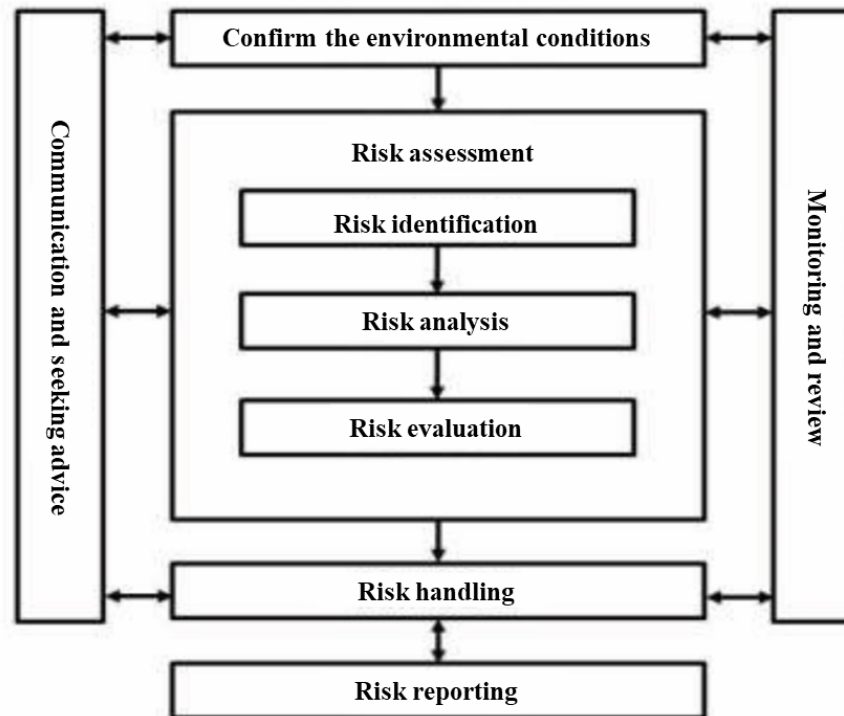 Confirm the environmental conditions
Communication and seeking advice
Risk assessment
Risk identification
Risk analysis
Risk evaluation
Monitoring and review
Risk handling
Risk reporting